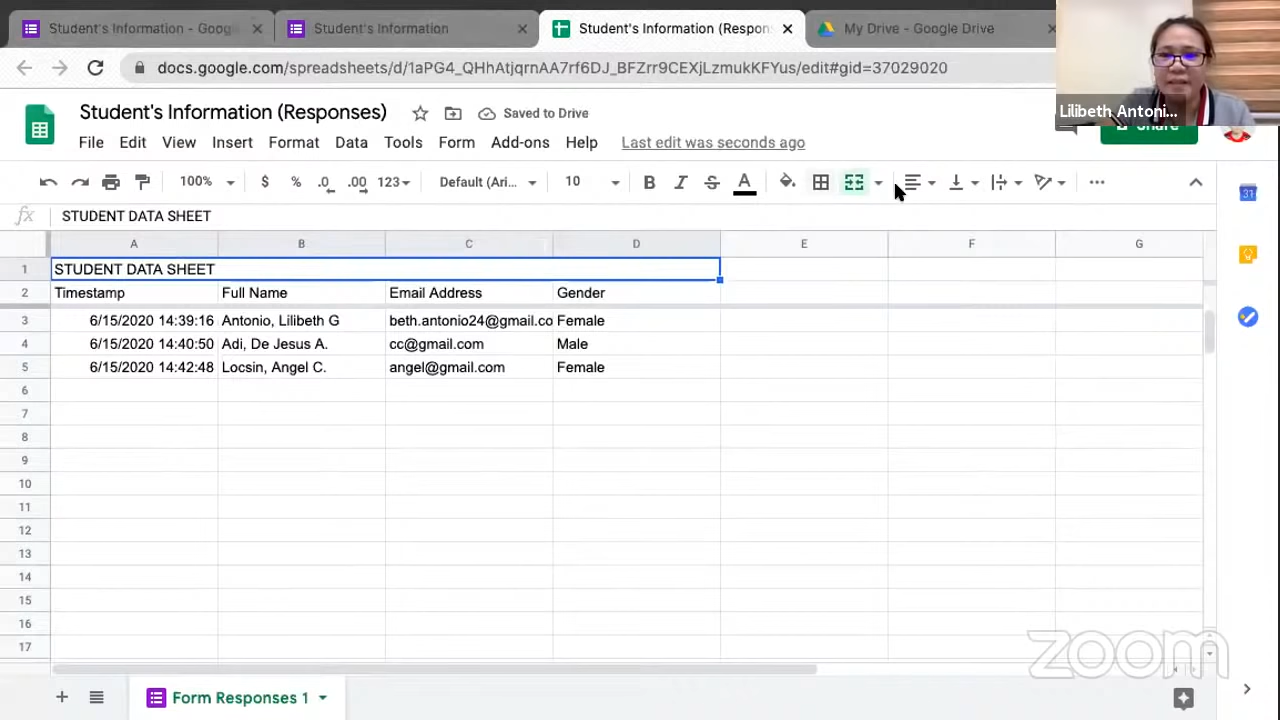 Student's Information - Goog
Student's Information
Student's Information (Respon
My Drive - Google Drive
docs.google.com/spreadsheets/d/1aPG4_QHhAtjqrnAA7rf6DJ_BFZrr9CEXjLzmukKFYus/edit#gid=37029020
Lilibeth Antoni...
Student's Information (Responses)
Saved to Drive
Share
File Edit View Insert Format Data Tools Form Add-ons Help Last edit was seconds ago
100% $ % .0 .00 123 Default (Ari... 10 B I S A
31
fx STUDENT DATA SHEET
A B C D E F G
1 STUDENT DATA SHEET
2 Timestamp Full Name Email Address Gender
3 6/15/2020 14:39:16 Antonio, Lilibeth G beth.antonio24@gmail.co Female
4 6/15/2020 14:40:50 Adi, De Jesus A. cc@gmail.com Male
5 6/15/2020 14:42:48 Locsin, Angel C. angel@gmail.com Female
6
7
8
9
10
11
12
13
14
15
16
17
zoom
Form Responses 1